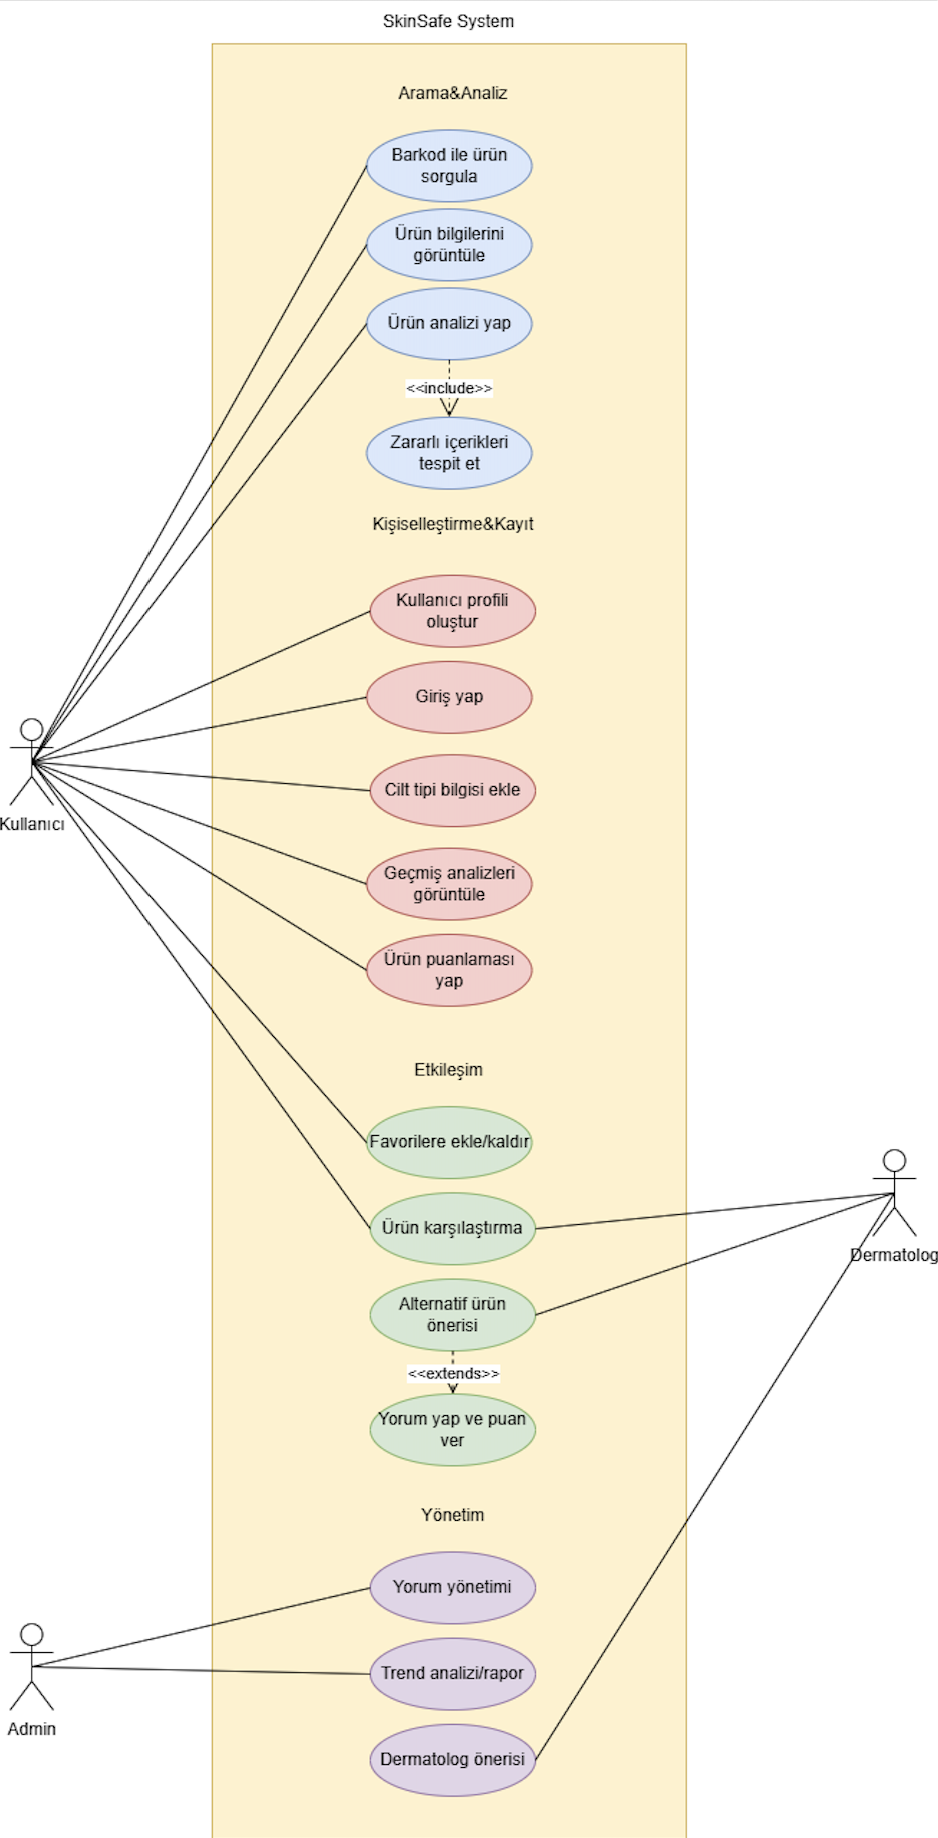 SkinSafe System
Arama&Analiz
Barkod ile ürün
sorgula
Ürün bilgilerini
görüntüle
Ürün analizi yap
<<include>>
Zararlı içerikleri
tespit et
Kişiselleştirme&Kayıt
Kullanıcı profili
oluştur
Giriş yap
Cilt tipi bilgisi ekle
Kullanıcı
Geçmiş analizleri
görüntüle
Ürün puanlaması
yap
Etkileşim
Favorilere ekle/kaldır
Ürün karşılaştırma
Dermatolog
Alternatif ürün
önerisi
<<extends>>
Yorum yap ve puan
ver
Yönetim
Yorum yönetimi
Trend analizi/rapor
Admin
Dermatolog önerisi